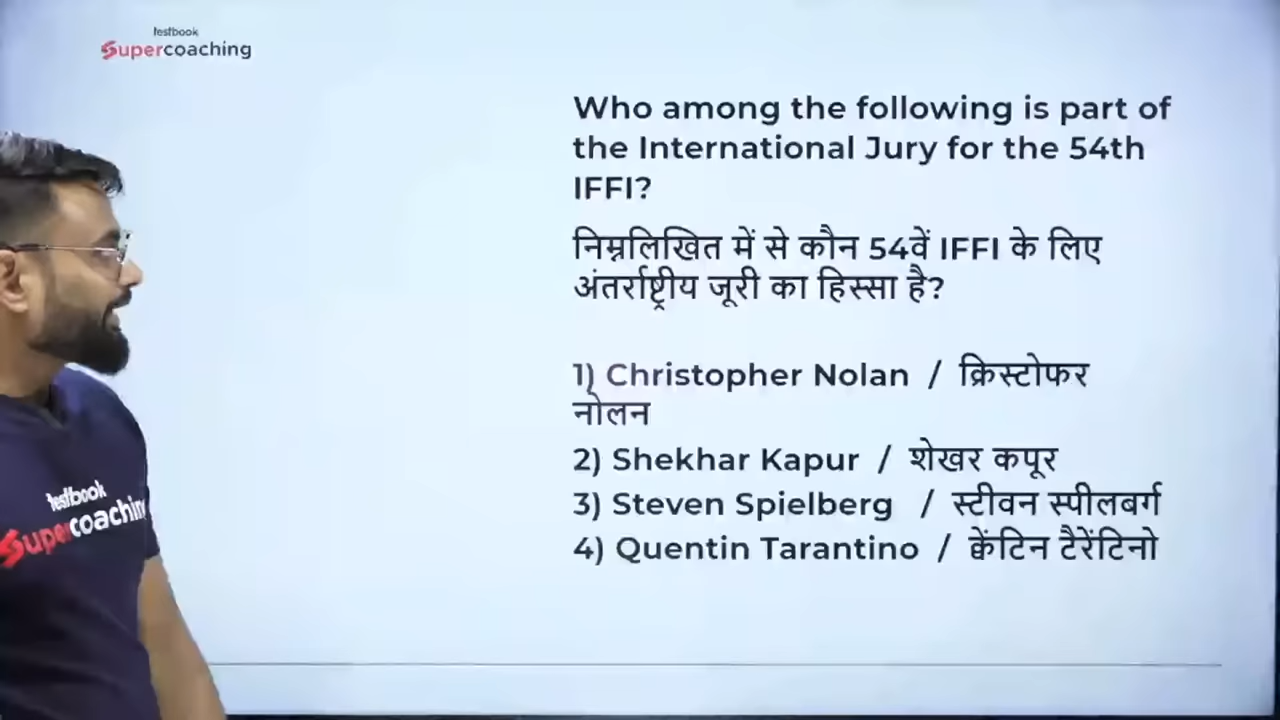 testbook
Supercoaching
Who among the following is part of
the International Jury for the 54th
IFFI?
निम्नलिखित में से कौन 54वें IFFI के लिए
अंतर्राष्ट्रीय जूरी का हिस्सा है?
1) Christopher Nolan / क्रिस्टोफर
नोलन
2) Shekhar Kapur / शेखर कपूर
3) Steven Spielberg / स्टीवन स्पीलबर्ग
4) Quentin Tarantino / क्वेंटिन टैरेंटिनो
testbook
Supercoachin